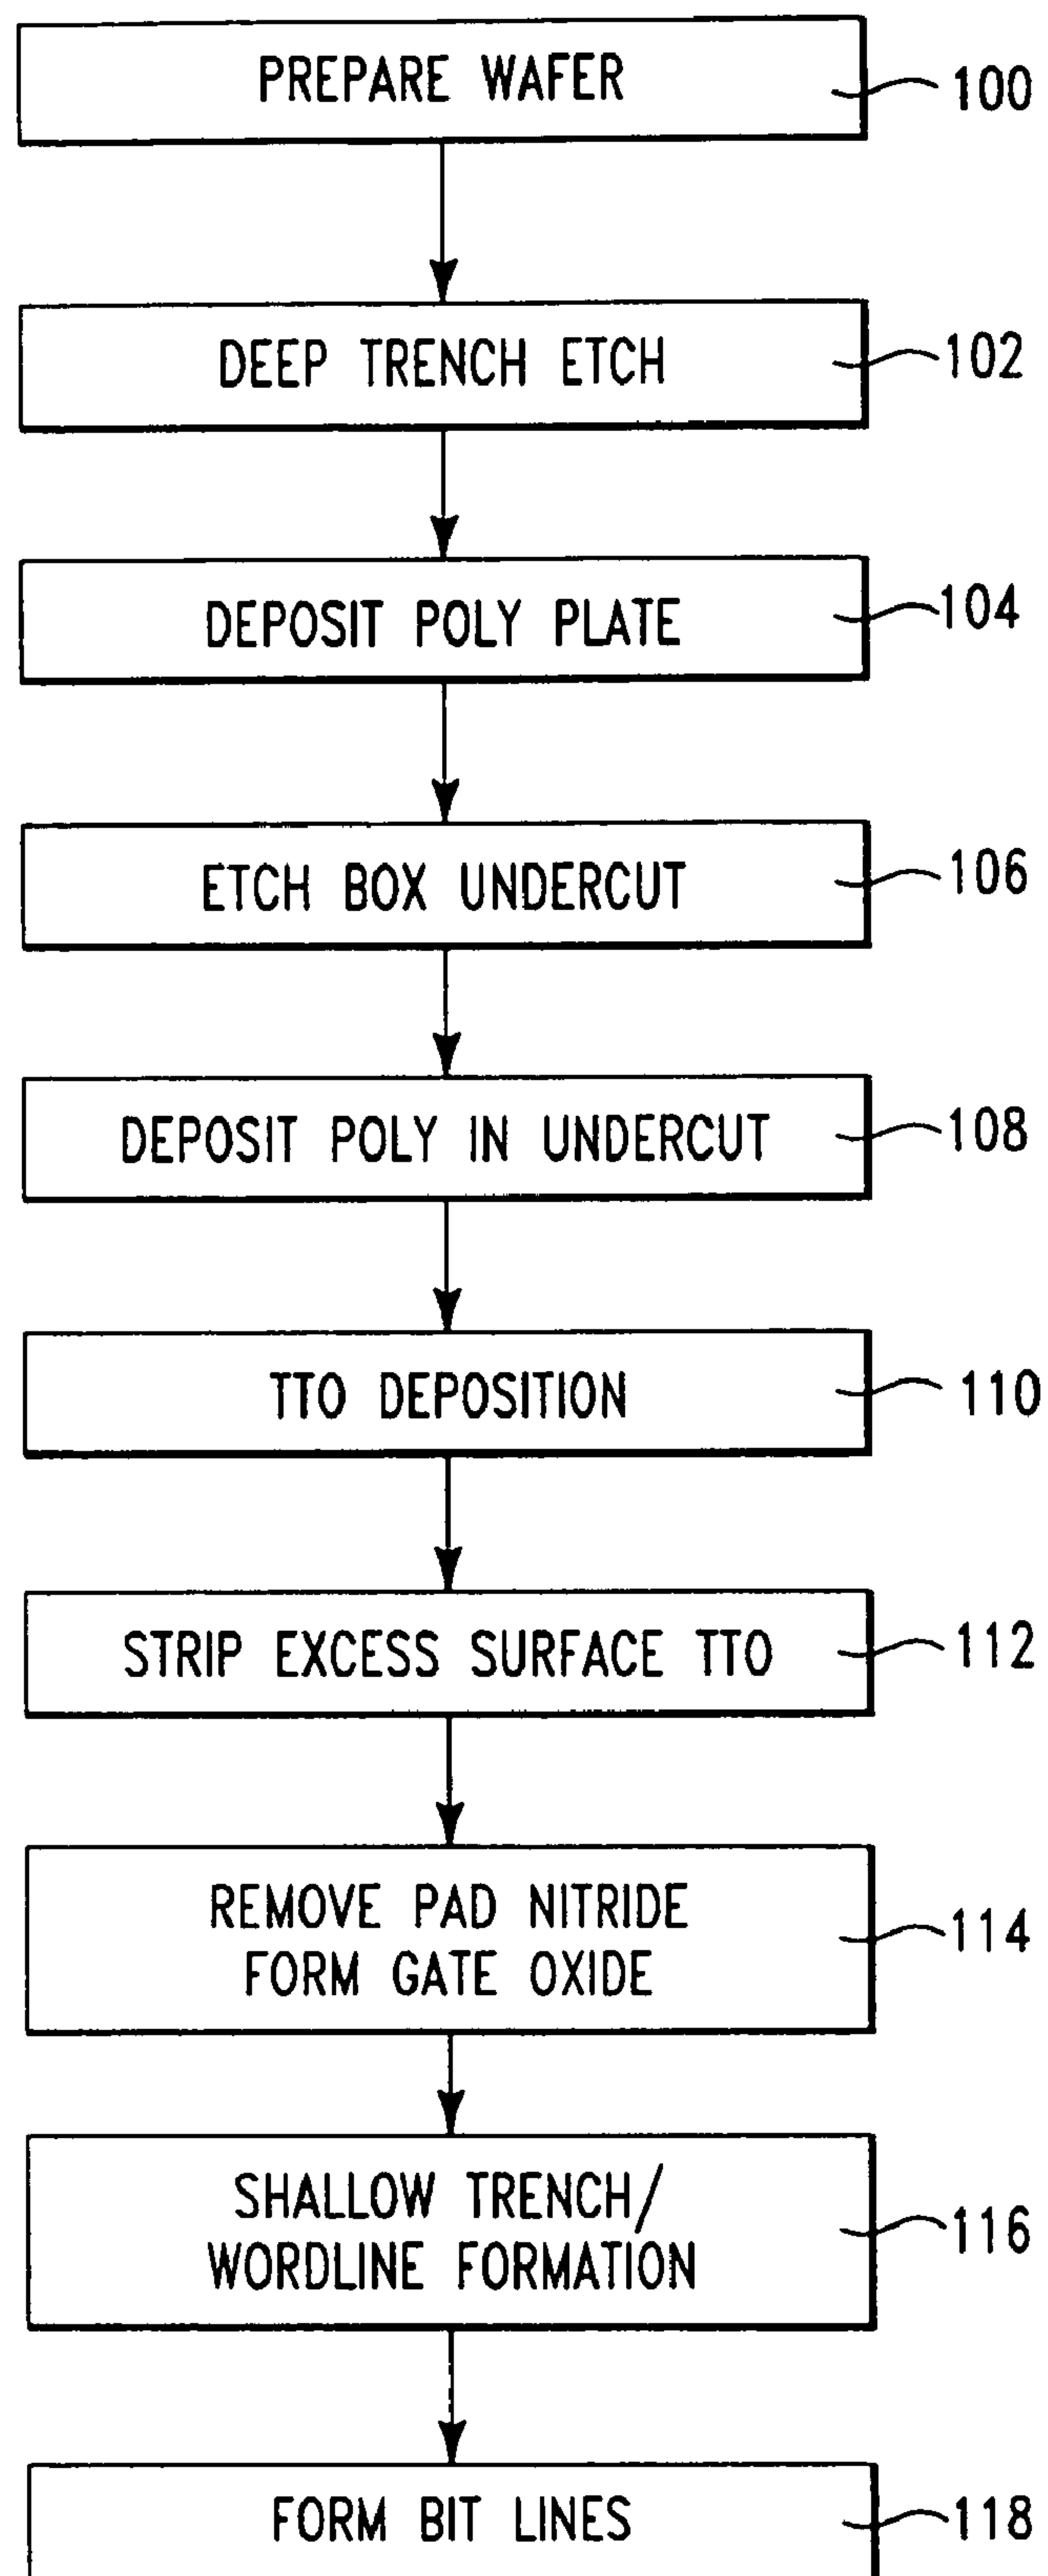 PREPARE WAFER
100
DEEP TRENCH ETCH
102
DEPOSIT POLY PLATE
104
ETCH BOX UNDERCUT
106
DEPOSIT POLY IN UNDERCUT
108
TTO DEPOSITION
110
STRIP EXCESS SURFACE TTO
112
REMOVE PAD NITRIDE
FORM GATE OXIDE
114
SHALLOW TRENCH/
WORDLINE FORMATION
116
FORM BIT LINES
118